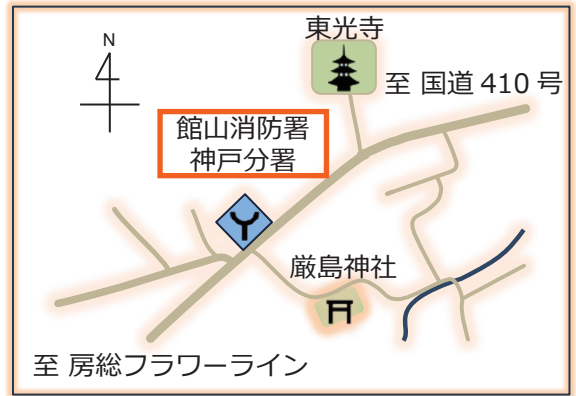 東光寺
N
至 国道 410 号
館山消防署
神戸分署
厳島神社
至 房総フラワーライン